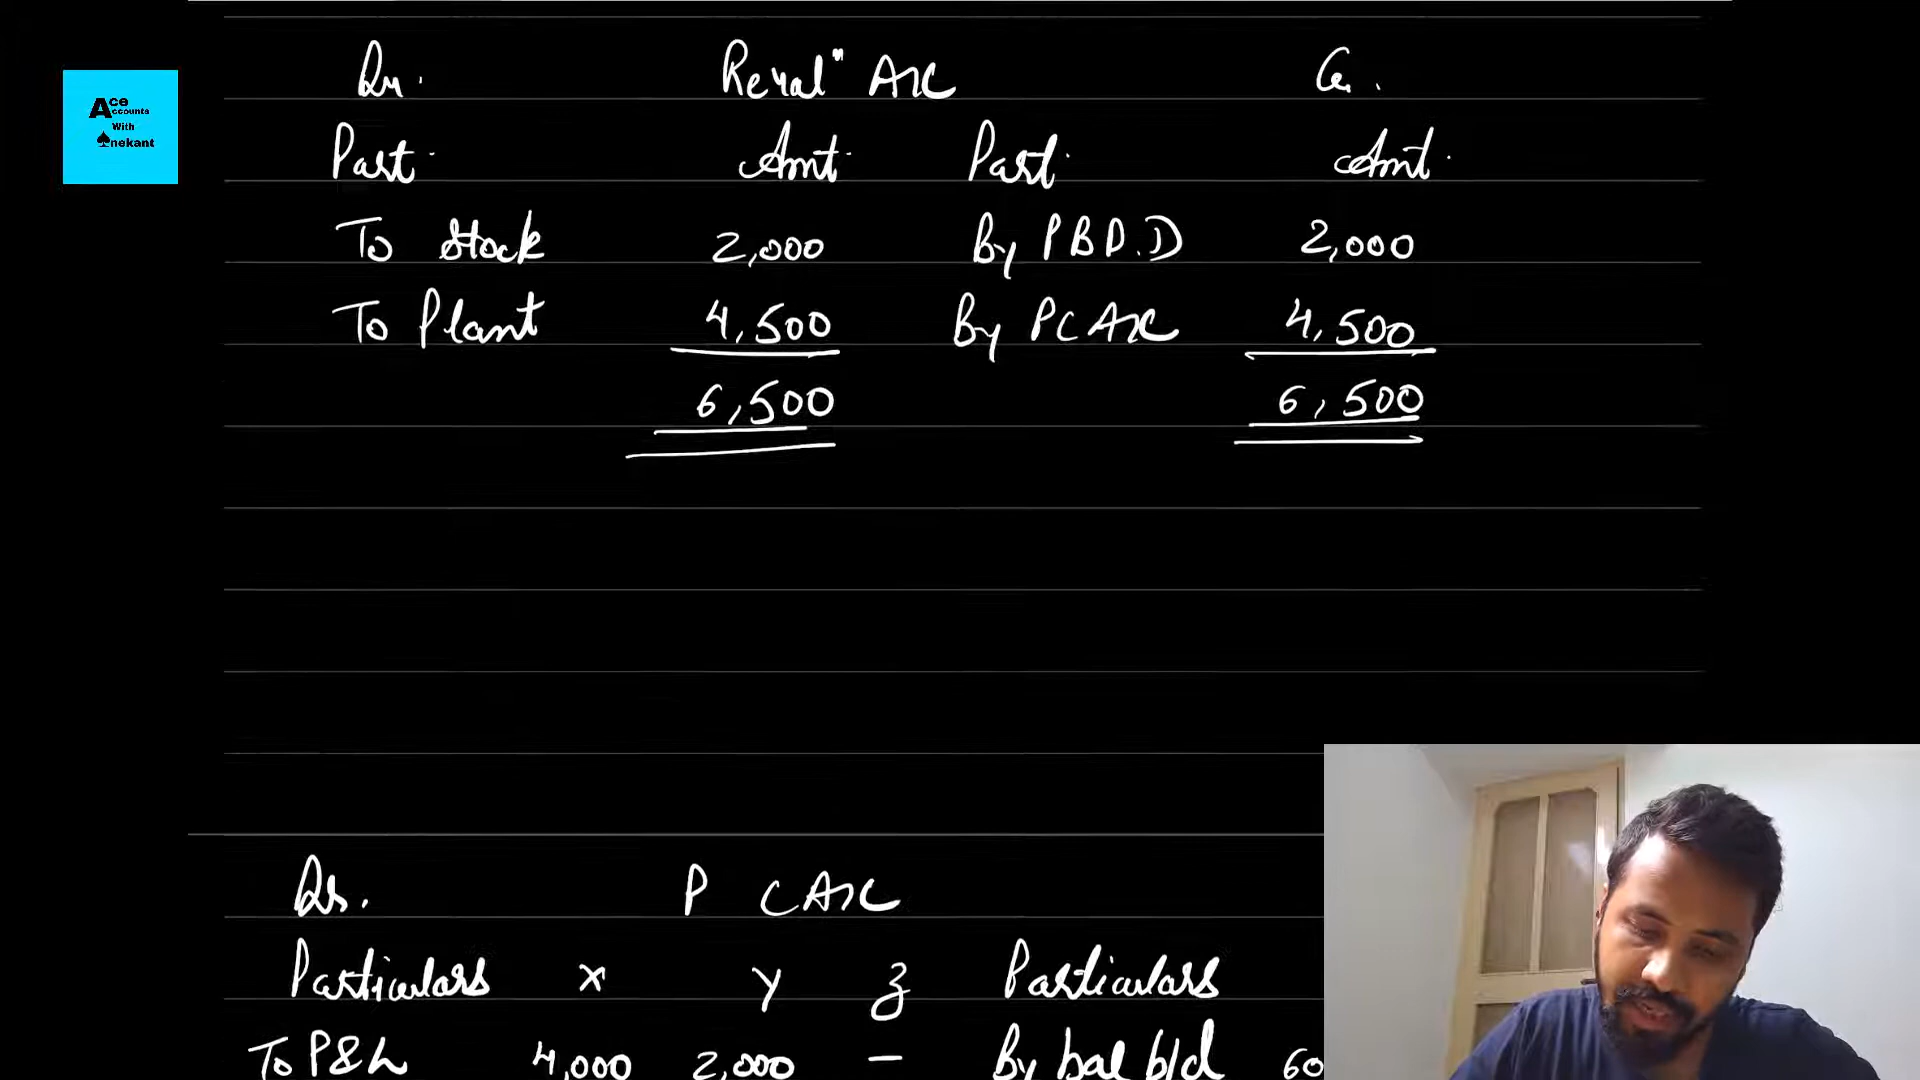 Ace
Accounts
With
Anekant
Dr. Reval" A/C Cr.
Part. Amt. Part. Amt.
To Stock 2,000 By PBD.D 2,000
To Plant 4,500 By PC A/C 4,500
6,500 6,500
Dr. P C A/C
Particulars X Y Z Particulars
To P&L 4,000 2,000 — By bal b/d 60